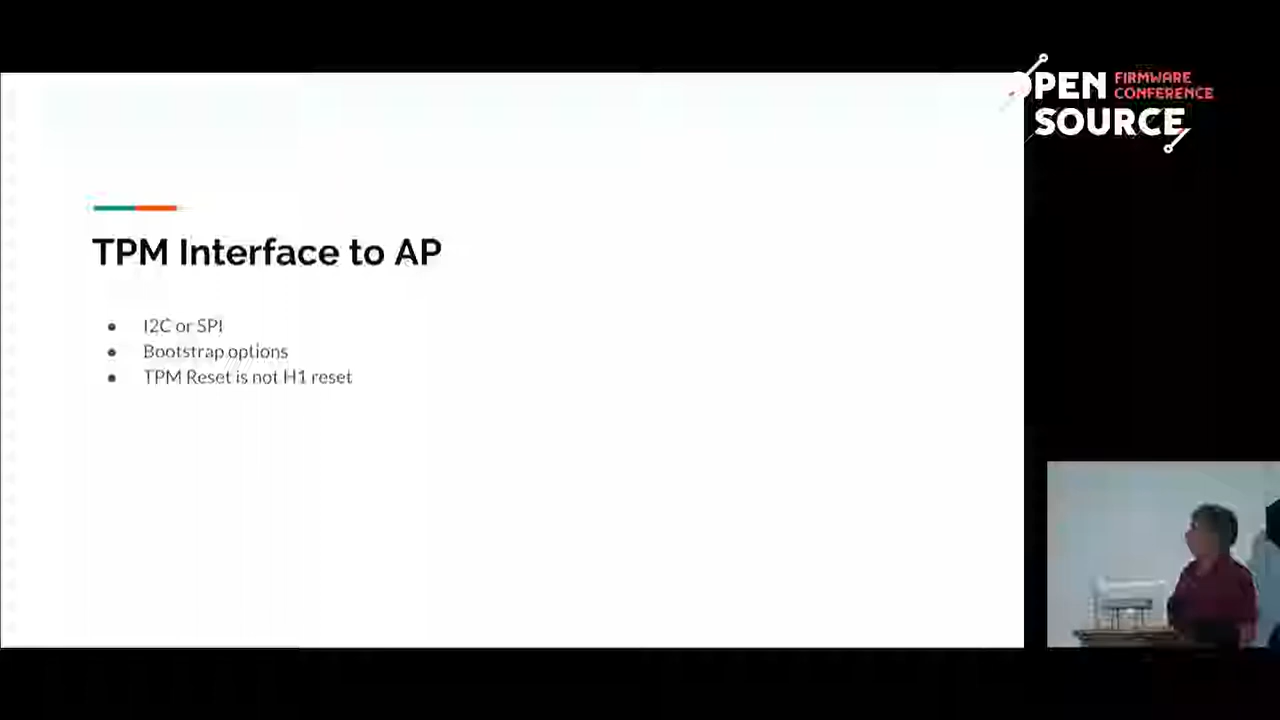 OPEN FIRMWARE
CONFERENCE
SOURCE
TPM Interface to AP
I2C or SPI
Bootstrap options
TPM Reset is not H1 reset